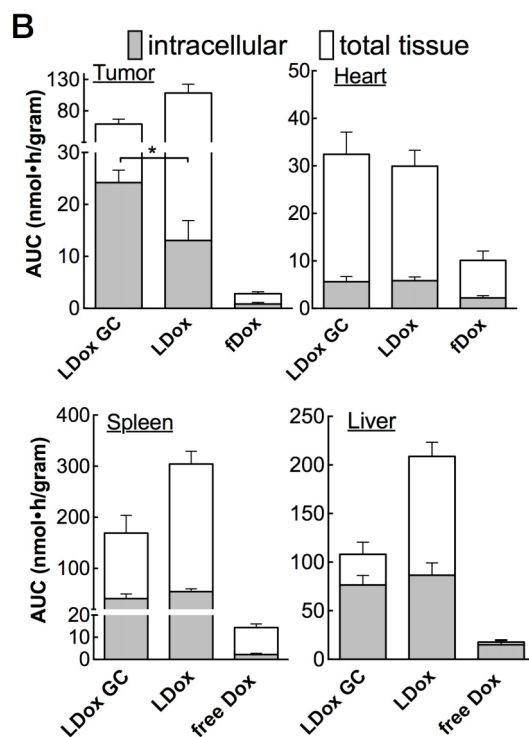 B
intracellular total tissue
Tumor
AUC (nmol•h/gram)
130
80
30
20
10
0
*
LDox GC LDox fDox
Heart
50
40
30
20
10
0
LDox GC LDox fDox
Spleen
AUC (nmol•h/gram)
400
300
200
100
20
10
0
LDox GC LDox free Dox
Liver
250
200
150
100
50
0
LDox GC LDox free Dox